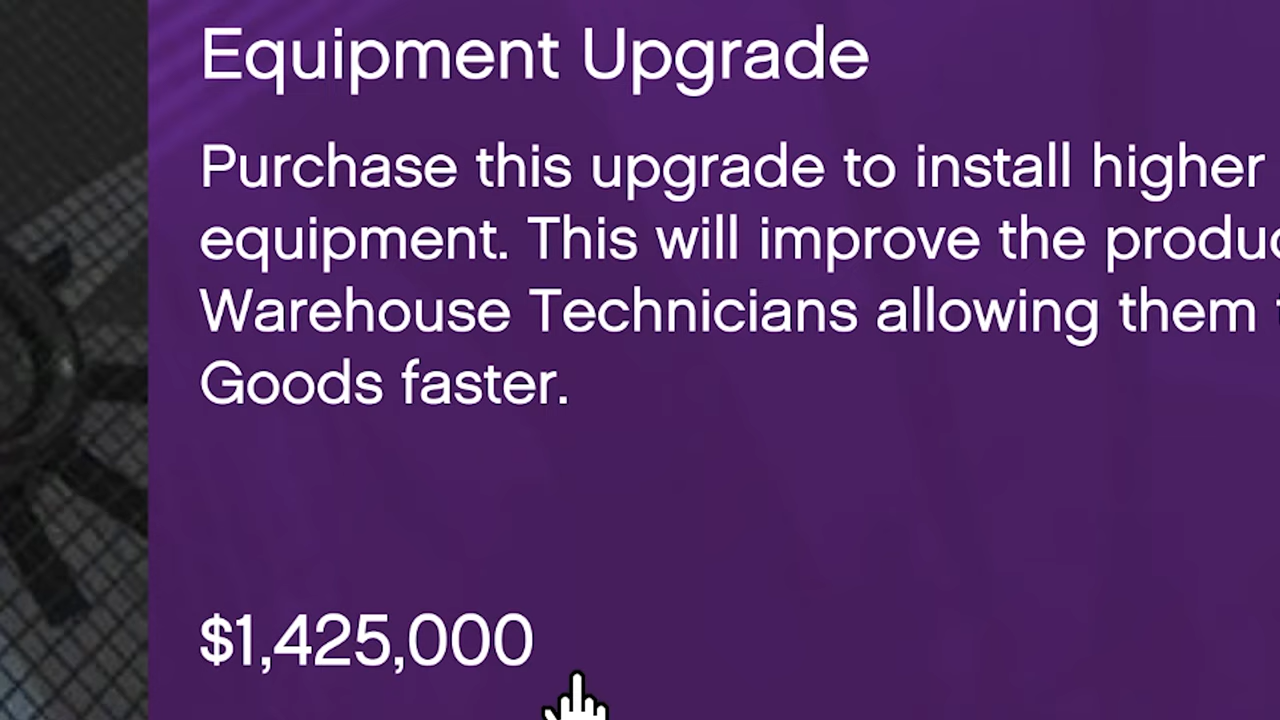 Equipment Upgrade
Purchase this upgrade to install higher
equipment. This will improve the
Warehouse Technicians allowing them
Goods faster.
$1,425,000